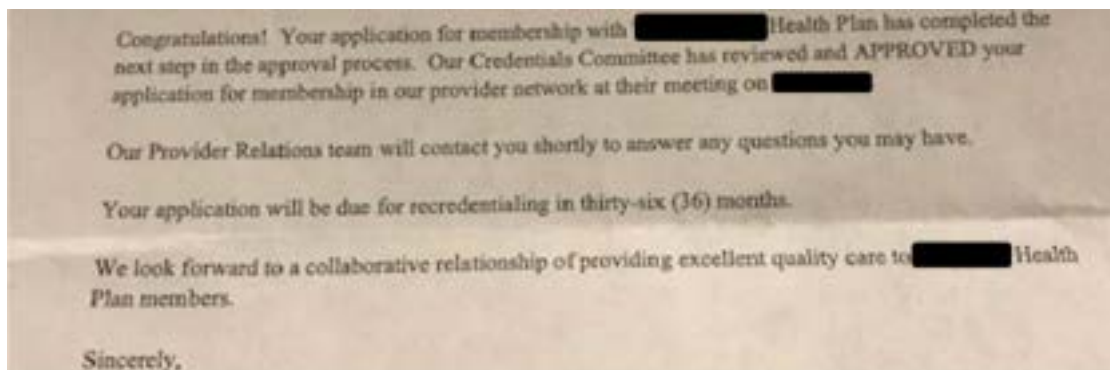 Congratulations! Your application for membership with Health Plan has completed the
next step in the approval process. Our Credentials Committee has reviewed and APPROVED your
application for membership in our provider network at their meeting on
Our Provider Relations team will contact you shortly to answer any questions you may have.
Your application will be due for recredentialing in thirty-six (36) months.
We look forward to a collaborative relationship of providing excellent quality care to Health
Plan members.
Sincerely,